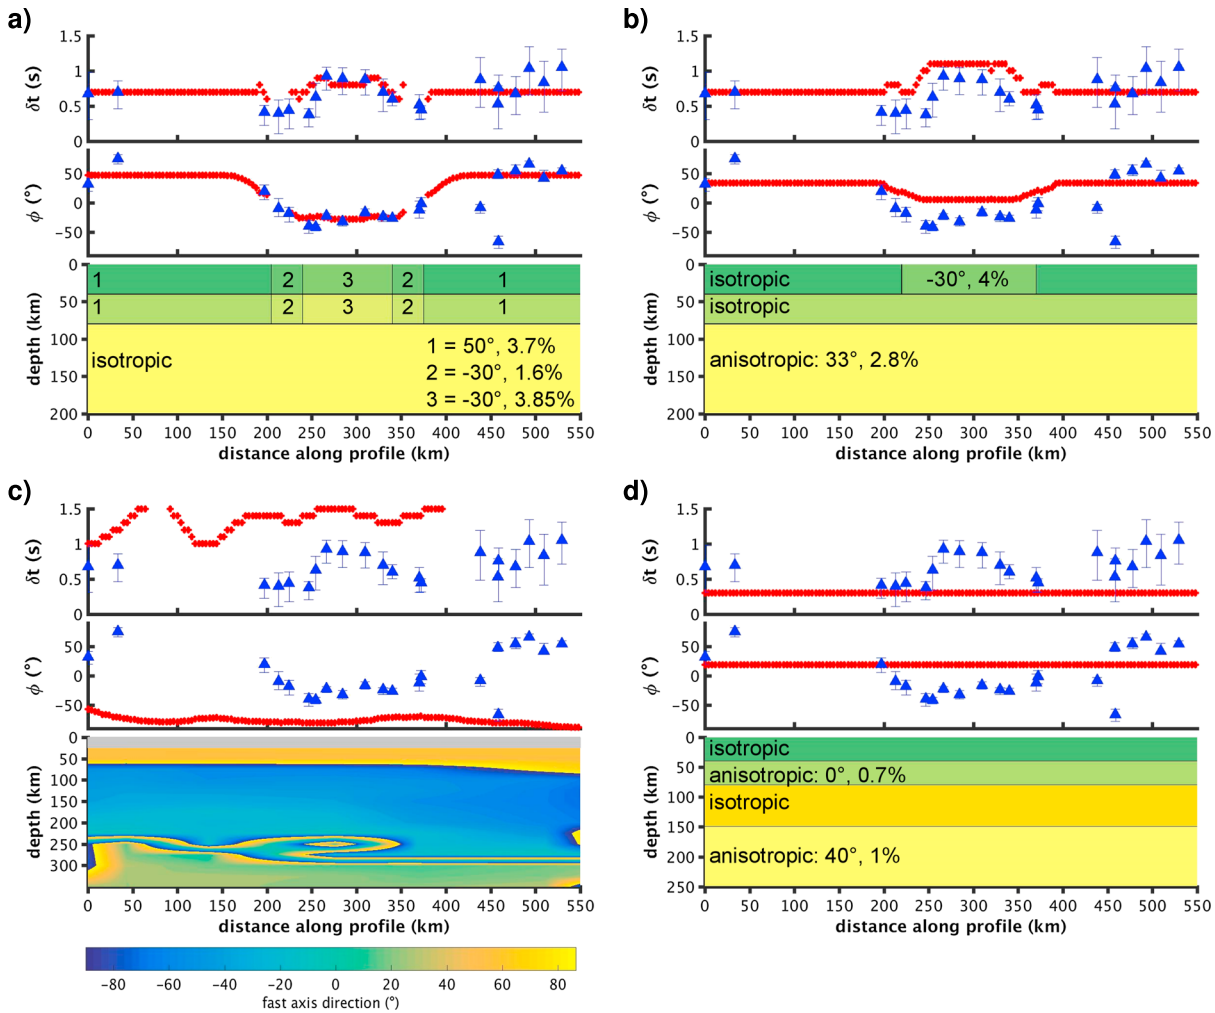 a)
1.5
1
0.5
0
δt (s)
50
0
−50
ϕ (°)
0
50
100
150
200
depth (km)
1 2 3 2 1
1 2 3 2 1
isotropic
1 = 50°, 3.7%
2 = -30°, 1.6%
3 = -30°, 3.85%
0 50 100 150 200 250 300 350 400 450 500 550
distance along profile (km)
b)
1.5
1
0.5
0
δt (s)
50
0
−50
ϕ (°)
0
50
100
150
200
depth (km)
isotropic
-30°, 4%
isotropic
anisotropic: 33°, 2.8%
0 50 100 150 200 250 300 350 400 450 500 550
distance along profile (km)
c)
1.5
1
0.5
0
δt (s)
50
0
−50
ϕ (°)
0
50
100
150
200
250
300
depth (km)
0 50 100 150 200 250 300 350 400 450 500 550
distance along profile (km)
−80 −60 −40 −20 0 20 40 60 80
fast axis direction (°)
d)
1.5
1
0.5
0
δt (s)
50
0
−50
ϕ (°)
0
50
100
150
200
250
depth (km)
isotropic
anisotropic: 0°, 0.7%
isotropic
anisotropic: 40°, 1%
0 50 100 150 200 250 300 350 400 450 500 550
distance along profile (km)